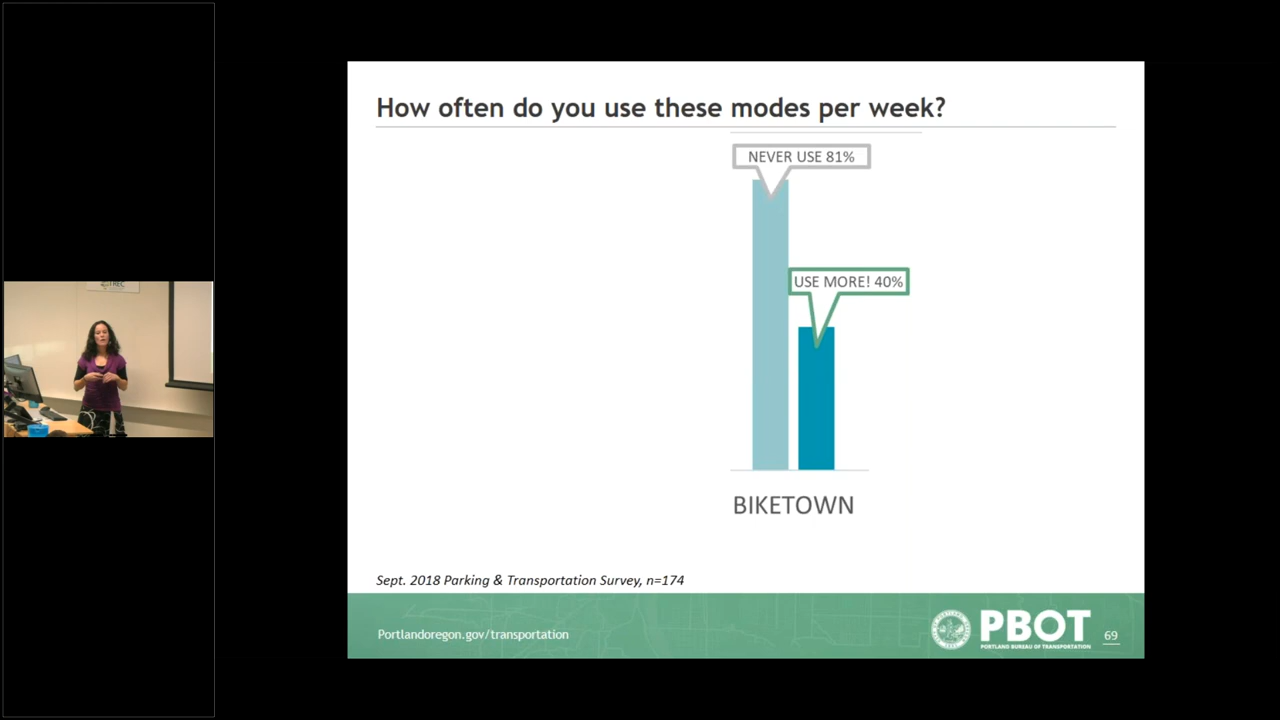 TREC
How often do you use these modes per week?
NEVER USE 81%
USE MORE! 40%
BIKETOWN
Sept. 2018 Parking & Transportation Survey, n=174
Portlandoregon.gov/transportation
PBOT
PORTLAND BUREAU OF TRANSPORTATION
69